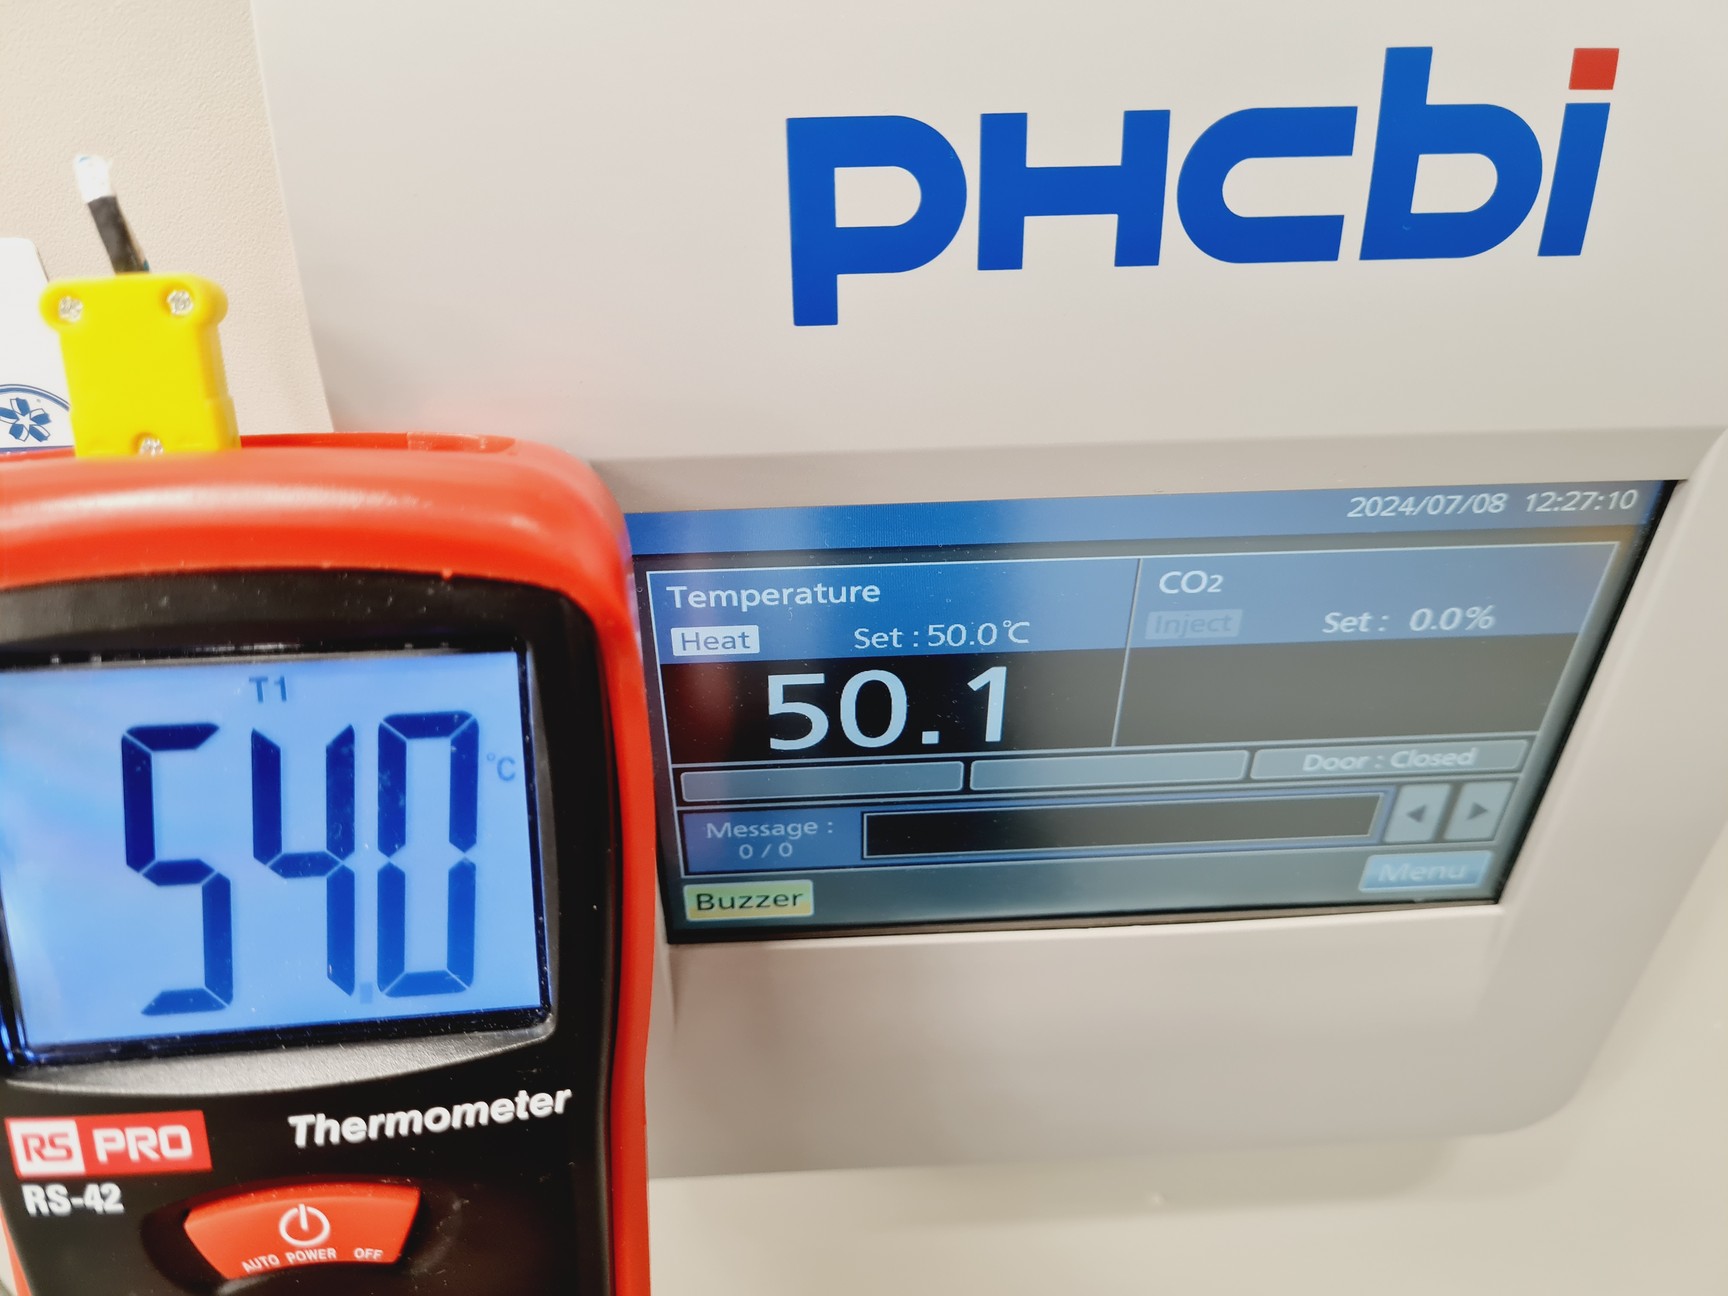 PHCbi
2024/07/08 12:27:10
Temperature
Heat
Set : 50.0℃
50.1
CO2
Inject
Set : 0.0%
Door : Closed
Message :
0 / 0
Buzzer
Menu
T1
54.0
°C
RS PRO
Thermometer
RS-42
AUTO POWER OFF